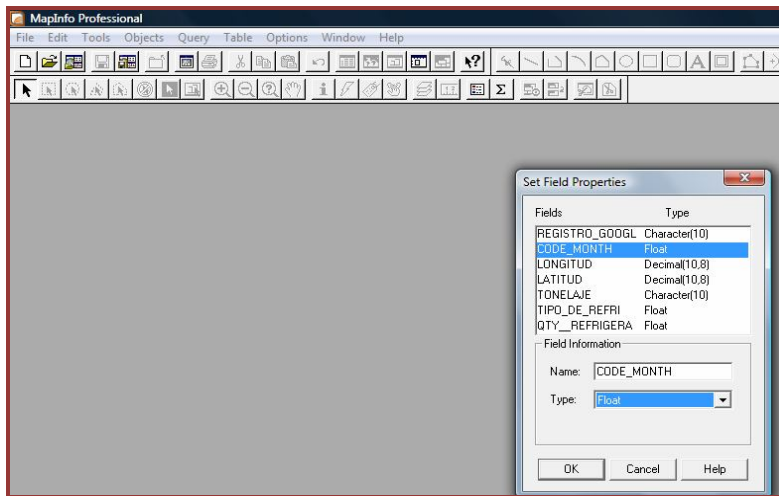 MapInfo Professional
File Edit Tools Objects Query Table Options Window Help
Set Field Properties
Fields Type
REGISTRO_GOOGL Character(10)
CODE_MONTH Float
LONGITUD Decimal(10,8)
LATITUD Decimal(10,8)
TONELAJE Character(10)
TIPO_DE_REFRI Float
QTY__REFRIGERA Float
Field Information
Name: CODE_MONTH
Type: Float
OK Cancel Help